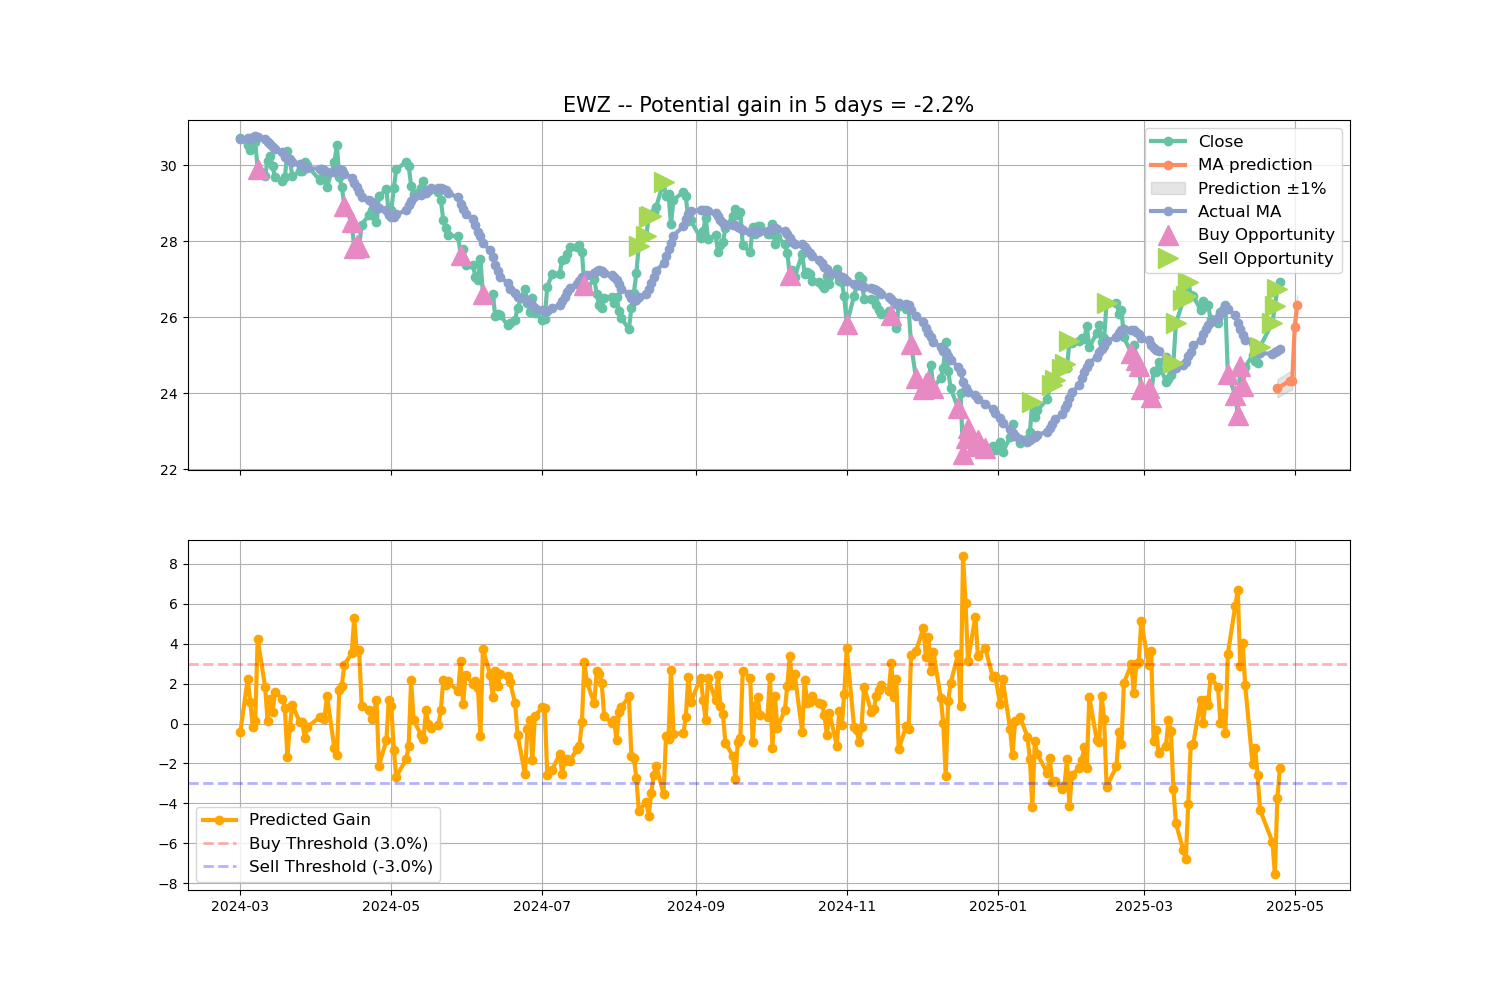 EWZ -- Potential gain in 5 days = -2.2%
30
28
26
24
22
Close
MA prediction
Prediction ±1%
Actual MA
Buy Opportunity
Sell Opportunity
8
6
4
2
0
−2
−4
−6
−8
Predicted Gain
Buy Threshold (3.0%)
Sell Threshold (-3.0%)
2024-03 2024-05 2024-07 2024-09 2024-11 2025-01 2025-03 2025-05